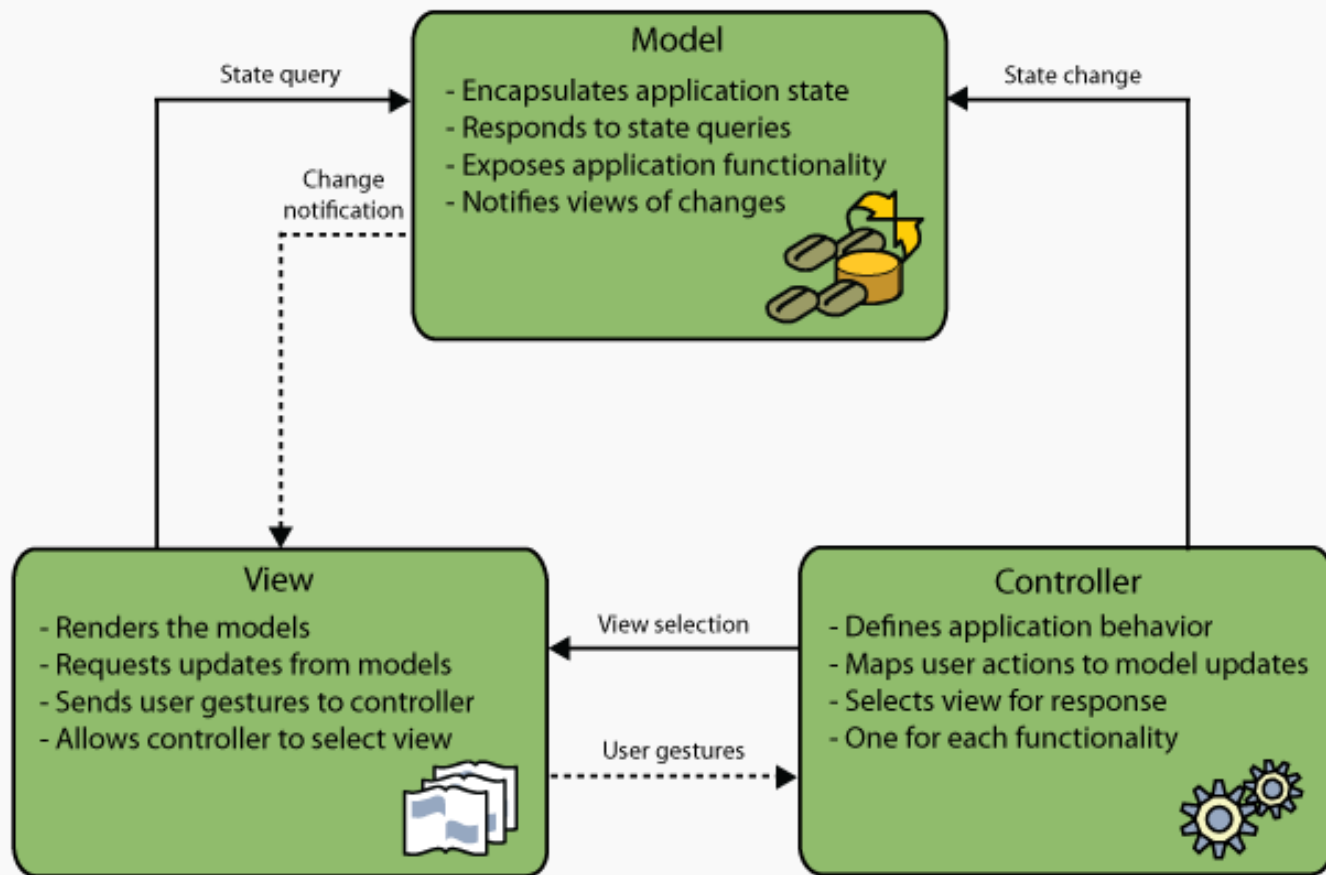 Model
- Encapsulates application state
- Responds to state queries
- Exposes application functionality
- Notifies views of changes
State query
State change
Change
notification
View
- Renders the models
- Requests updates from models
- Sends user gestures to controller
- Allows controller to select view
View selection
User gestures
Controller
- Defines application behavior
- Maps user actions to model updates
- Selects view for response
- One for each functionality